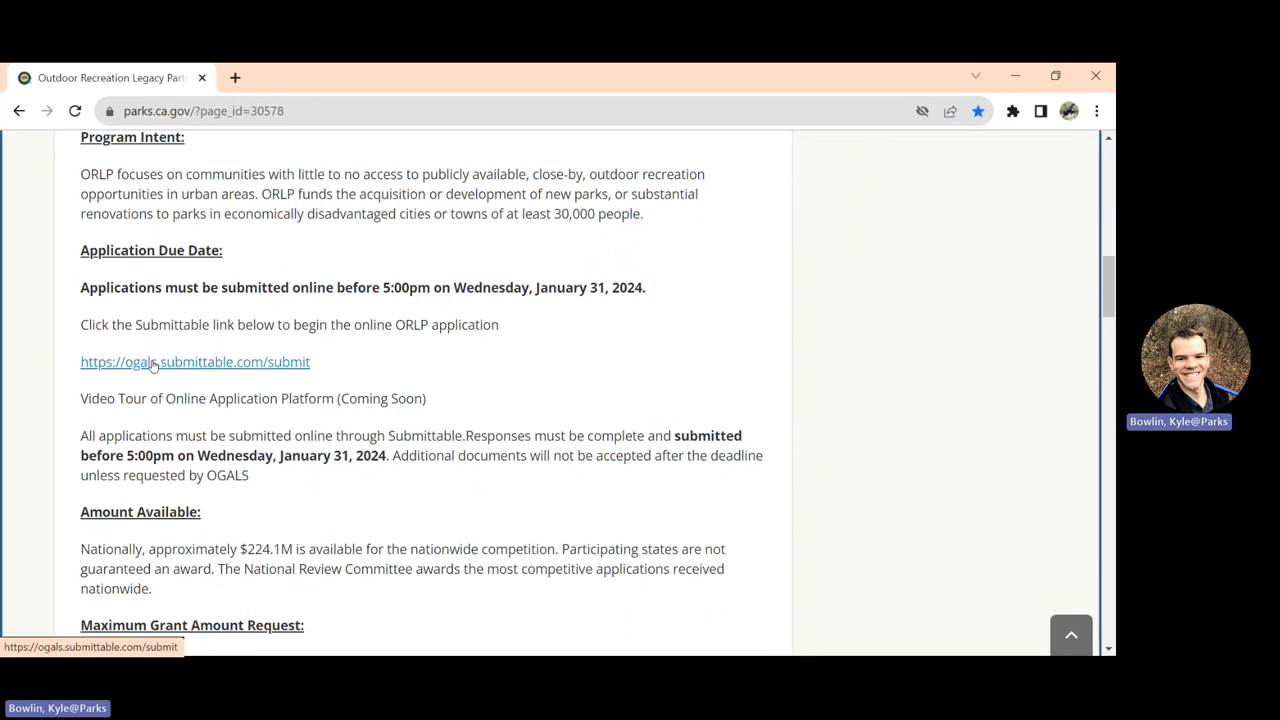 Outdoor Recreation Legacy Part
parks.ca.gov/?page_id=30578
Program Intent:
ORLP focuses on communities with little to no access to publicly available, close-by, outdoor recreation
opportunities in urban areas. ORLP funds the acquisition or development of new parks, or substantial
renovations to parks in economically disadvantaged cities or towns of at least 30,000 people.
Application Due Date:
Applications must be submitted online before 5:00pm on Wednesday, January 31, 2024.
Click the Submittable link below to begin the online ORLP application
https://ogals.submittable.com/submit
Video Tour of Online Application Platform (Coming Soon)
All applications must be submitted online through Submittable.Responses must be complete and submitted
before 5:00pm on Wednesday, January 31, 2024. Additional documents will not be accepted after the deadline
unless requested by OGALS
Amount Available:
Nationally, approximately $224.1M is available for the nationwide competition. Participating states are not
guaranteed an award. The National Review Committee awards the most competitive applications received
nationwide.
Maximum Grant Amount Request:
https://ogals.submittable.com/submit
Bowlin, Kyle@Parks
Bowlin, Kyle@Parks